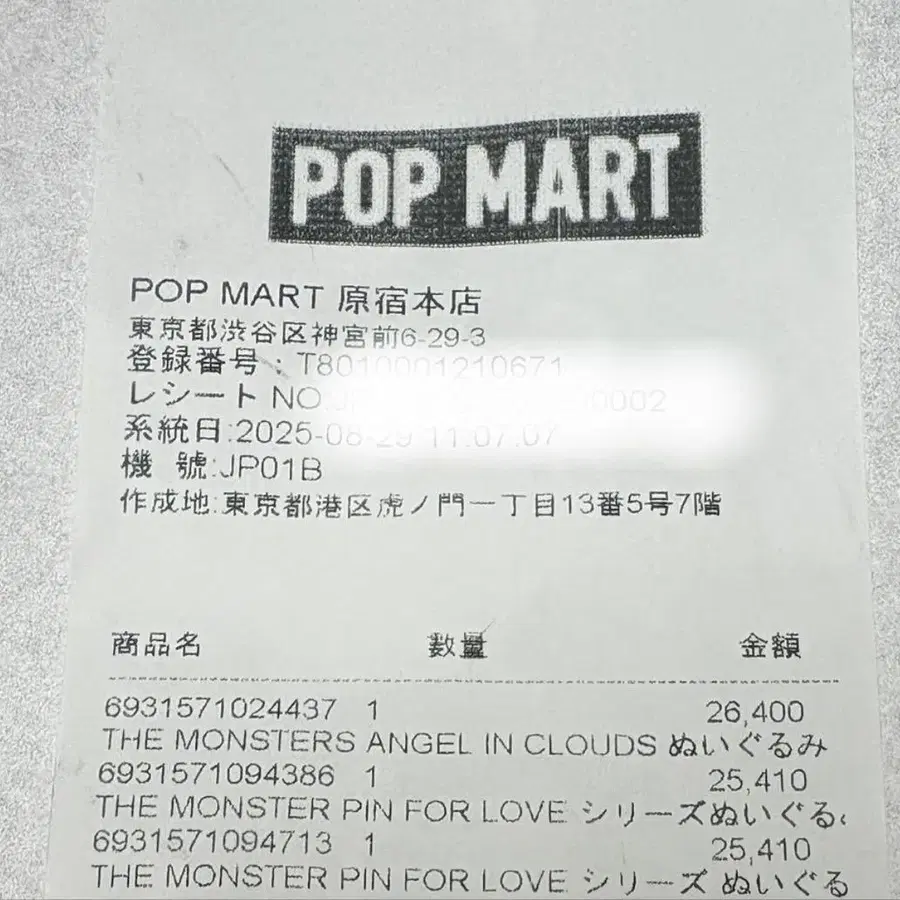 POP MART
POP MART 原宿本店
東京都渋谷区神宮前6-29-3
登録番号：T8010001210671
レシート NO 0002
系統日:2025-08-29 11:07:07
機 號:JP01B
作成地:東京都港区虎ノ門一丁目13番5号7階
商品名 数量 金額
6931571024437 1 26,400
THE MONSTERS ANGEL IN CLOUDS ぬいぐるみ
6931571094386 1 25,410
THE MONSTER PIN FOR LOVE シリーズぬいぐる
6931571094713 1 25,410
THE MONSTER PIN FOR LOVE シリーズ ぬいぐる